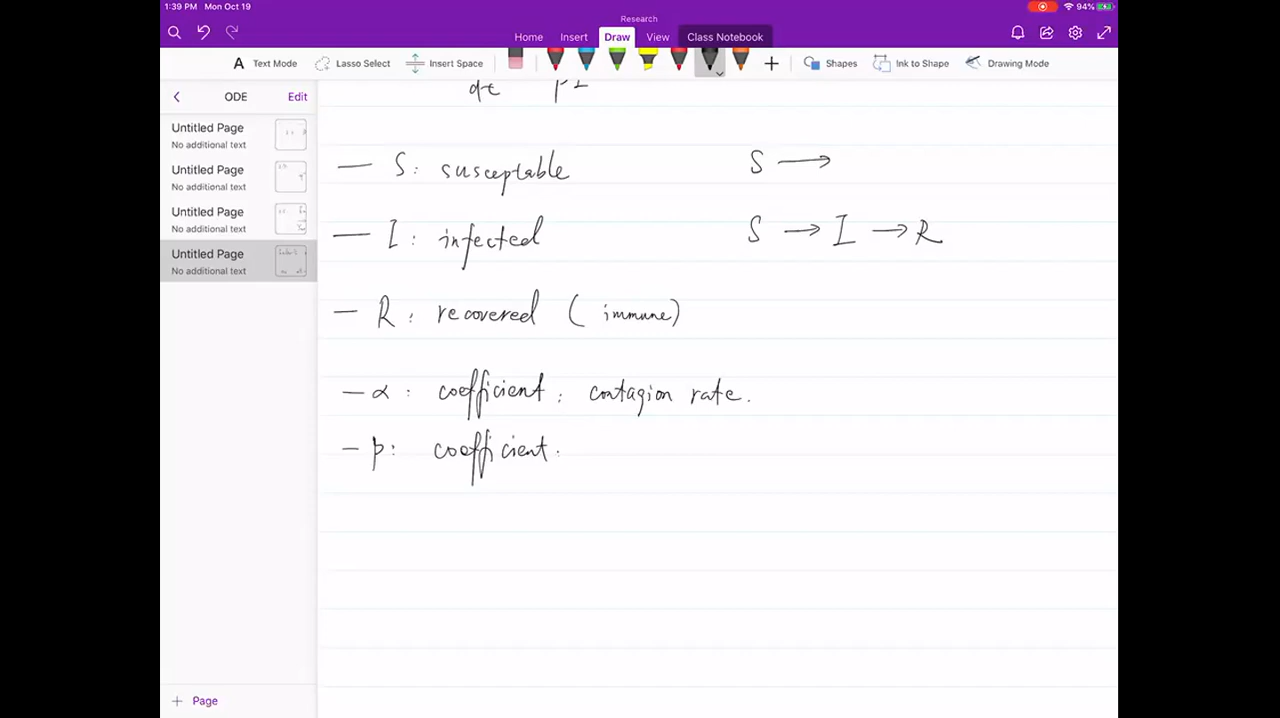 1:39 PM Mon Oct 19
94%
Research
Home Insert Draw View Class Notebook
A Text Mode Lasso Select Insert Space Shapes Ink to Shape Drawing Mode
ODE Edit
Untitled Page
No additional text
Untitled Page
No additional text
Untitled Page
No additional text
Untitled Page
No additional text
+ Page
dt
— S: susceptable S →
— I: infected S → I → R
— R: recovered (immune)
— α: coefficient: contagion rate.
— p: coefficient.